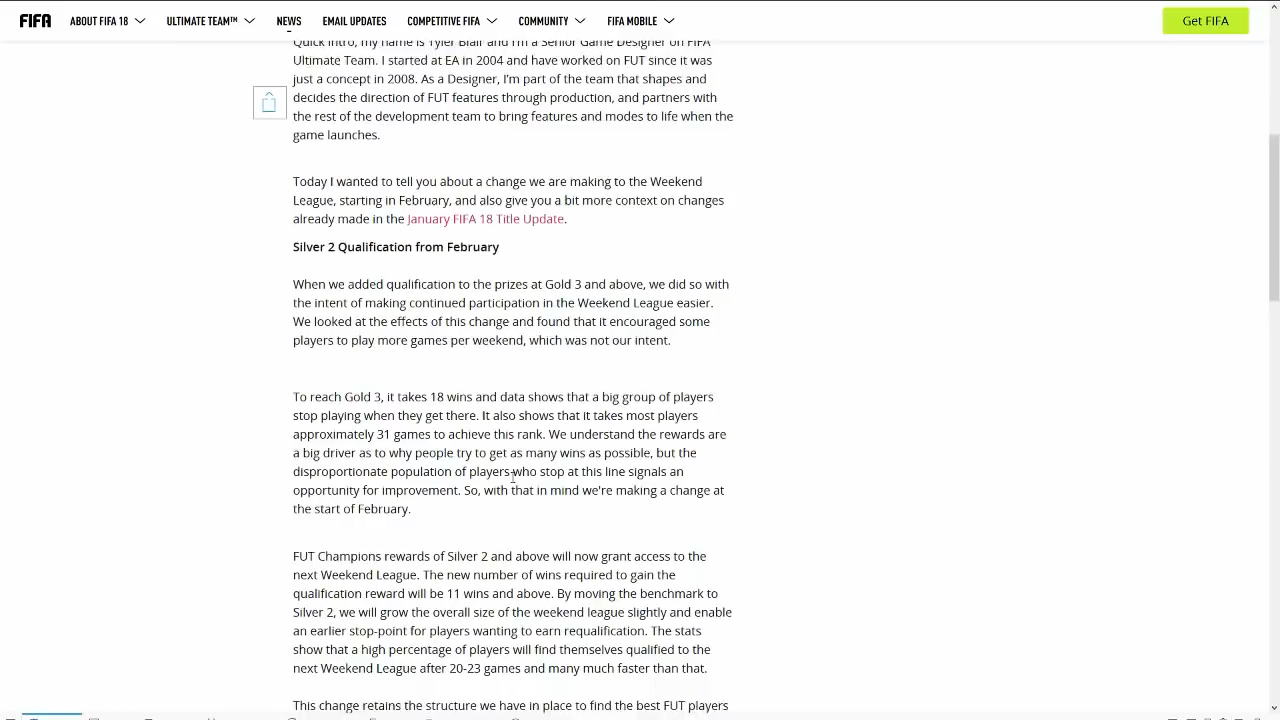 FIFA ABOUT FIFA 18 ULTIMATE TEAM™ NEWS EMAIL UPDATES COMPETITIVE FIFA COMMUNITY FIFA MOBILE Get FIFA
Quick intro, my name is Tyler Blair and I'm a Senior Game Designer on FIFA
Ultimate Team. I started at EA in 2004 and have worked on FUT since it was
just a concept in 2008. As a Designer, I'm part of the team that shapes and
decides the direction of FUT features through production, and partners with
the rest of the development team to bring features and modes to life when the
game launches.
Today I wanted to tell you about a change we are making to the Weekend
League, starting in February, and also give you a bit more context on changes
already made in the January FIFA 18 Title Update.
Silver 2 Qualification from February
When we added qualification to the prizes at Gold 3 and above, we did so with
the intent of making continued participation in the Weekend League easier.
We looked at the effects of this change and found that it encouraged some
players to play more games per weekend, which was not our intent.
To reach Gold 3, it takes 18 wins and data shows that a big group of players
stop playing when they get there. It also shows that it takes most players
approximately 31 games to achieve this rank. We understand the rewards are
a big driver as to why people try to get as many wins as possible, but the
disproportionate population of players who stop at this line signals an
opportunity for improvement. So, with that in mind we're making a change at
the start of February.
FUT Champions rewards of Silver 2 and above will now grant access to the
next Weekend League. The new number of wins required to gain the
qualification reward will be 11 wins and above. By moving the benchmark to
Silver 2, we will grow the overall size of the weekend league slightly and enable
an earlier stop-point for players wanting to earn requalification. The stats
show that a high percentage of players will find themselves qualified to the
next Weekend League after 20-23 games and many much faster than that.
This change retains the structure we have in place to find the best FUT players